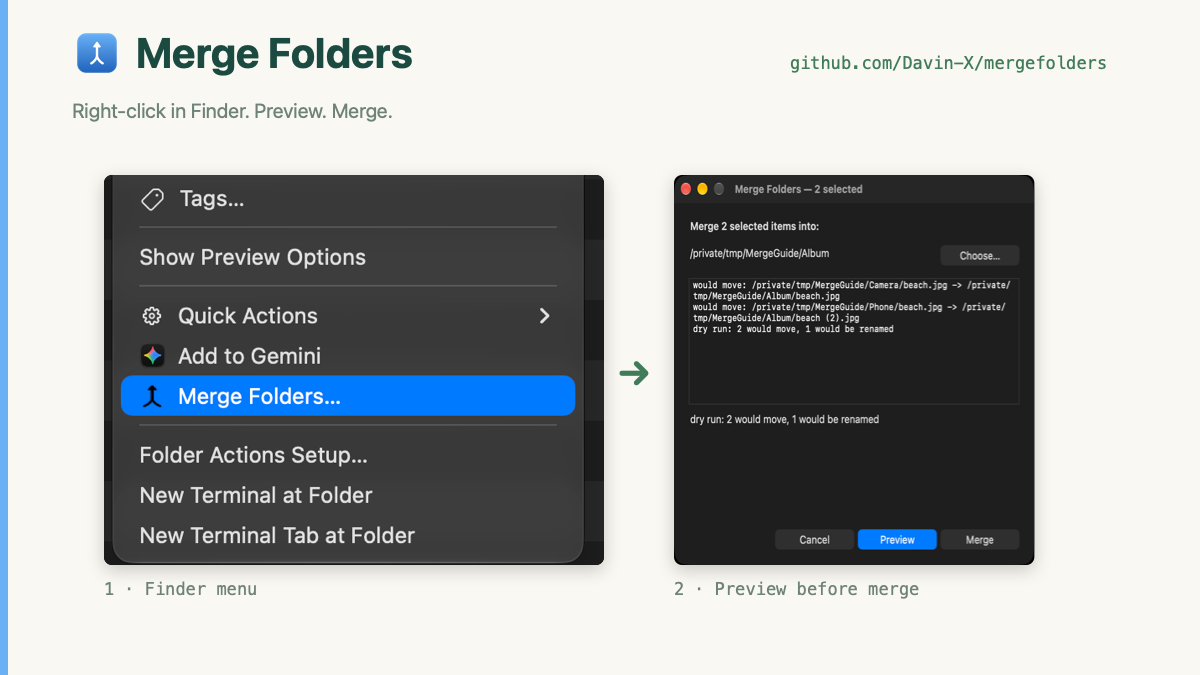 Merge Folders
github.com/Davin-X/mergefolders
Right-click in Finder. Preview. Merge.
Tags...
Show Preview Options
Quick Actions
Add to Gemini
Merge Folders...
Folder Actions Setup...
New Terminal at Folder
New Terminal Tab at Folder
1 · Finder menu
Merge Folders — 2 selected
Merge 2 selected items into:
/private/tmp/MergeGuide/Album
Choose...
would move: /private/tmp/MergeGuide/Camera/beach.jpg -> /private/
tmp/MergeGuide/Album/beach.jpg
would move: /private/tmp/MergeGuide/Phone/beach.jpg -> /private/
tmp/MergeGuide/Album/beach (2).jpg
dry run: 2 would move, 1 would be renamed
dry run: 2 would move, 1 would be renamed
Cancel
Preview
Merge
2 · Preview before merge